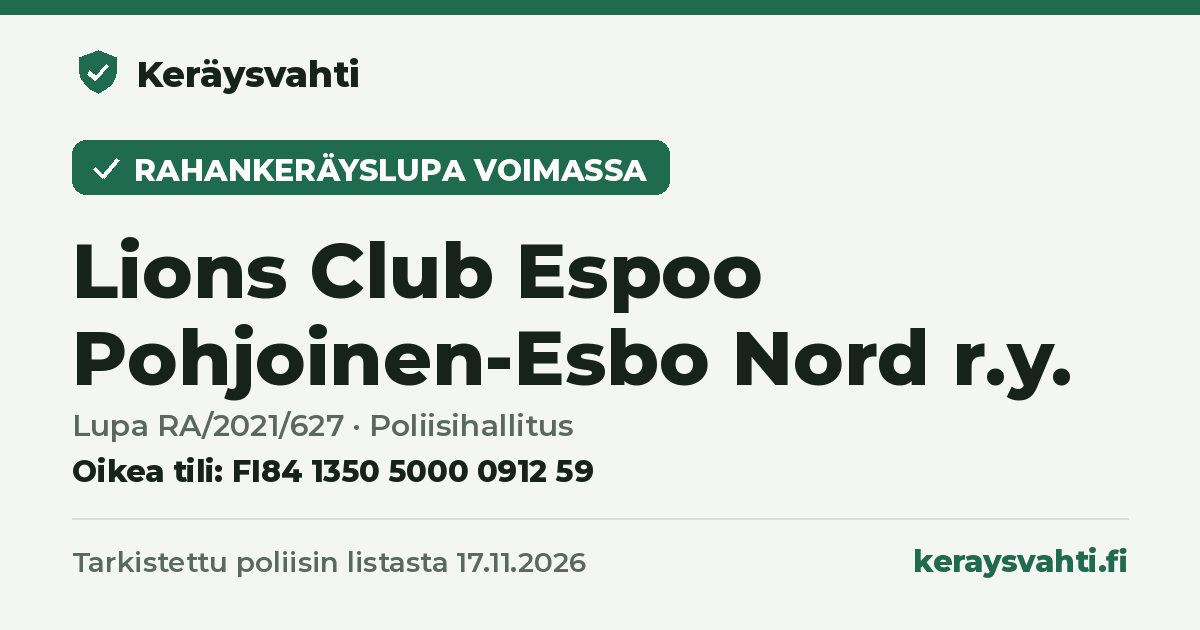 Keräysvahti
RAHANKERÄYSLUPA VOIMASSA
Lions Club Espoo
Pohjoinen-Esbo Nord r.y.
Lupa RA/2021/627 · Poliisihallitus
Oikea tili: FI84 1350 5000 0912 59
Tarkistettu poliisin listasta 17.11.2026
keraysvahti.fi